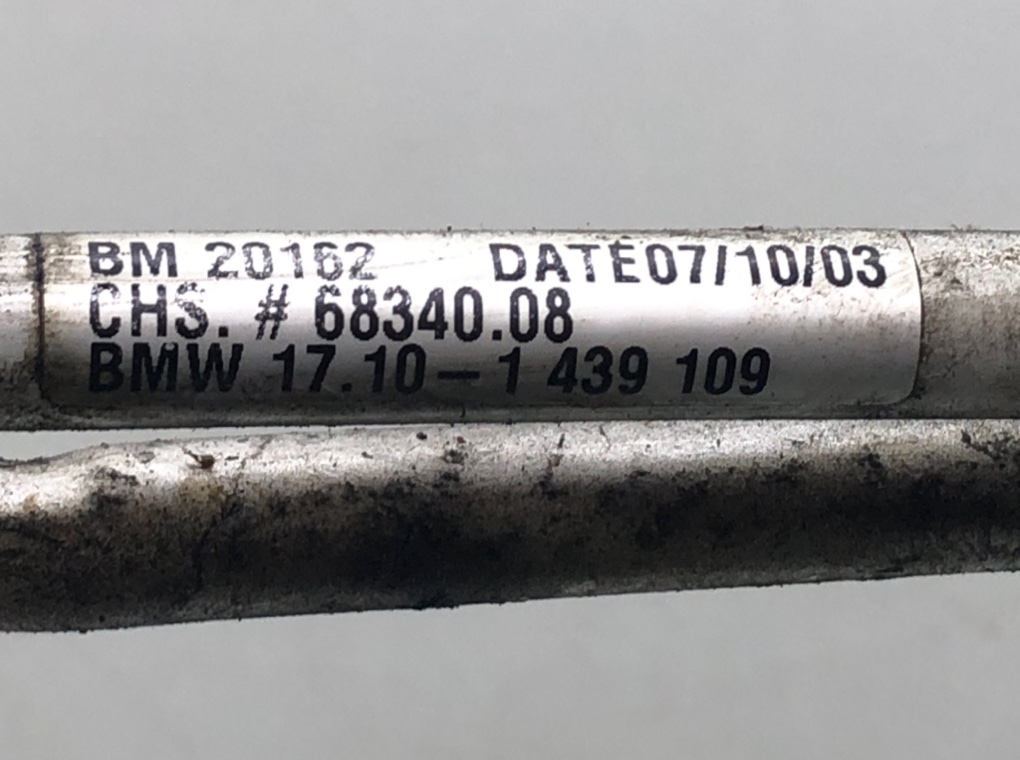 BM 20162 DATE07/10/03
CHS. # 68340.08
BMW 17.10-1 439 109